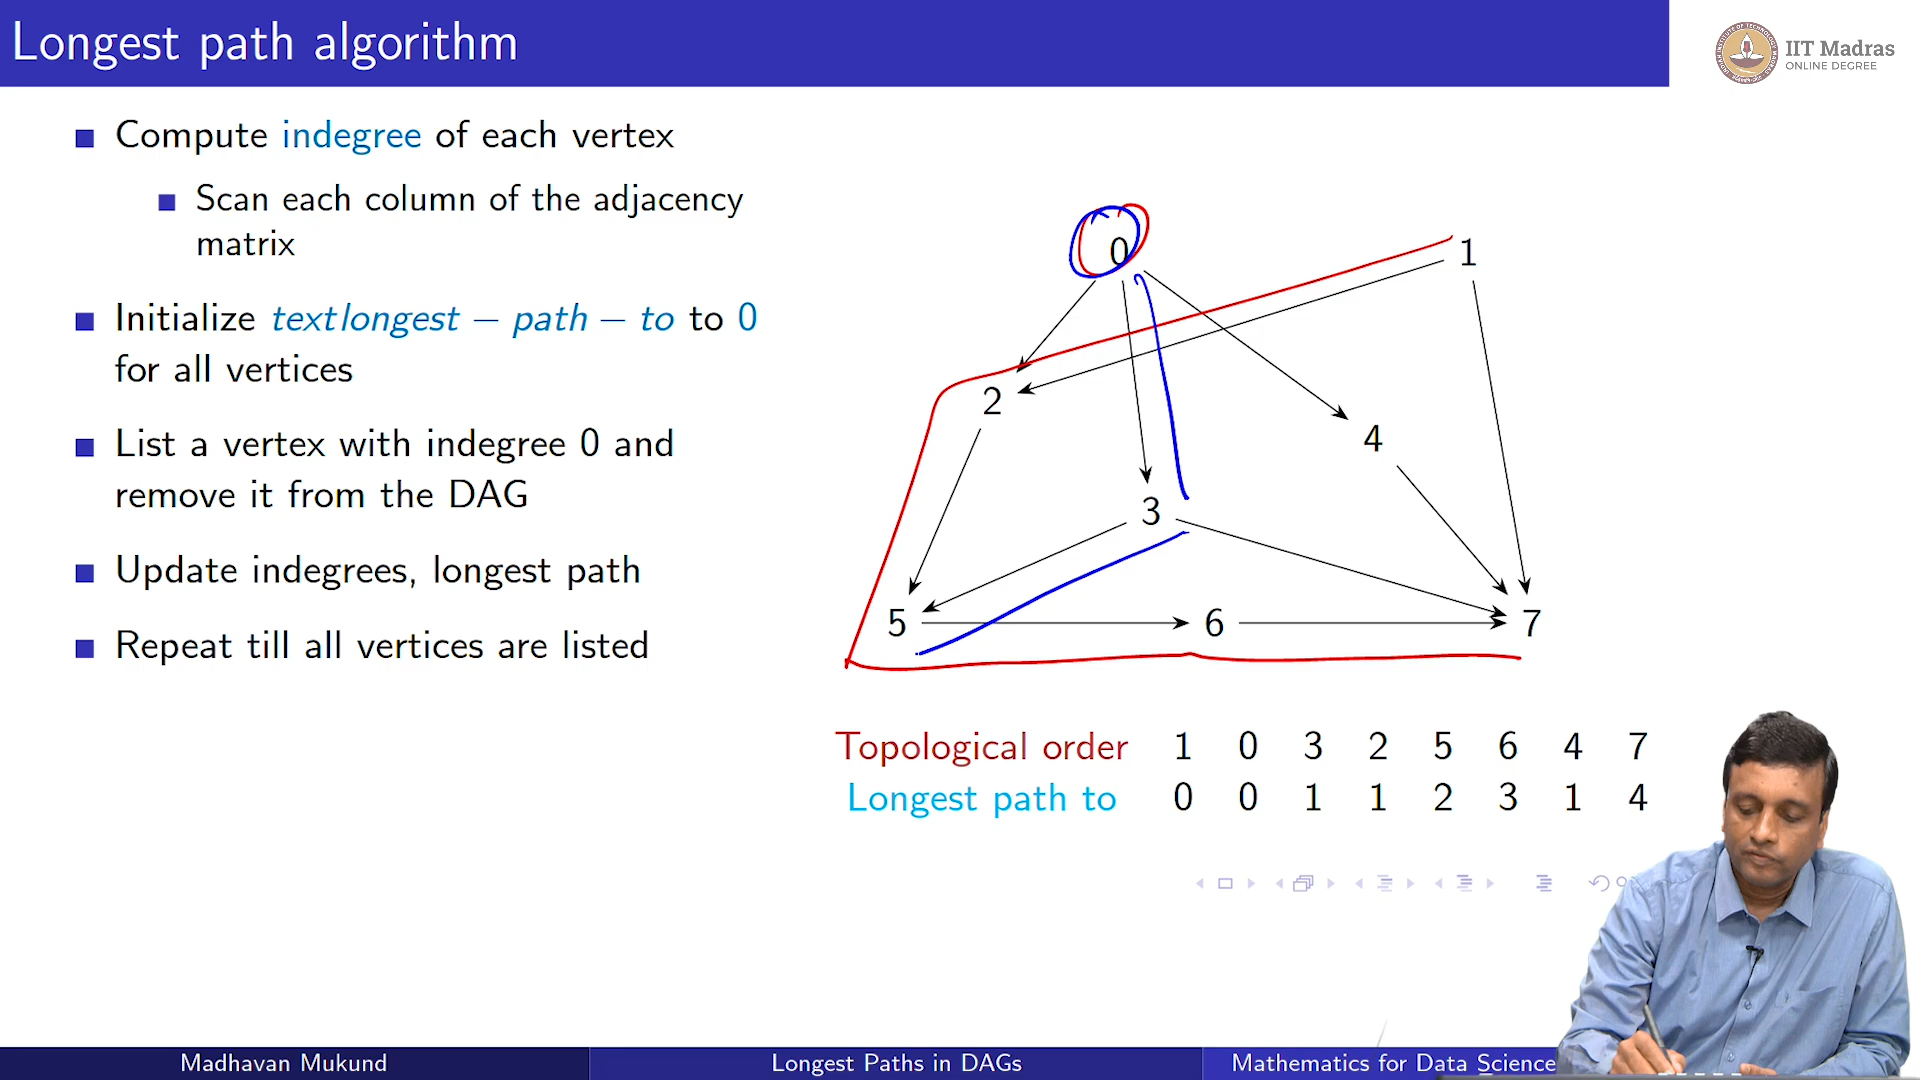 Longest path algorithm
IIT Madras
ONLINE DEGREE
Compute indegree of each vertex
Scan each column of the adjacency
matrix
Initialize textlongest – path – to to 0
for all vertices
List a vertex with indegree 0 and
remove it from the DAG
Update indegrees, longest path
Repeat till all vertices are listed
0
1
2
4
3
5 6 7
Topological order 1 0 3 2 5 6 4 7
Longest path to 0 0 1 1 2 3 1 4
Madhavan Mukund
Longest Paths in DAGs
Mathematics for Data Science